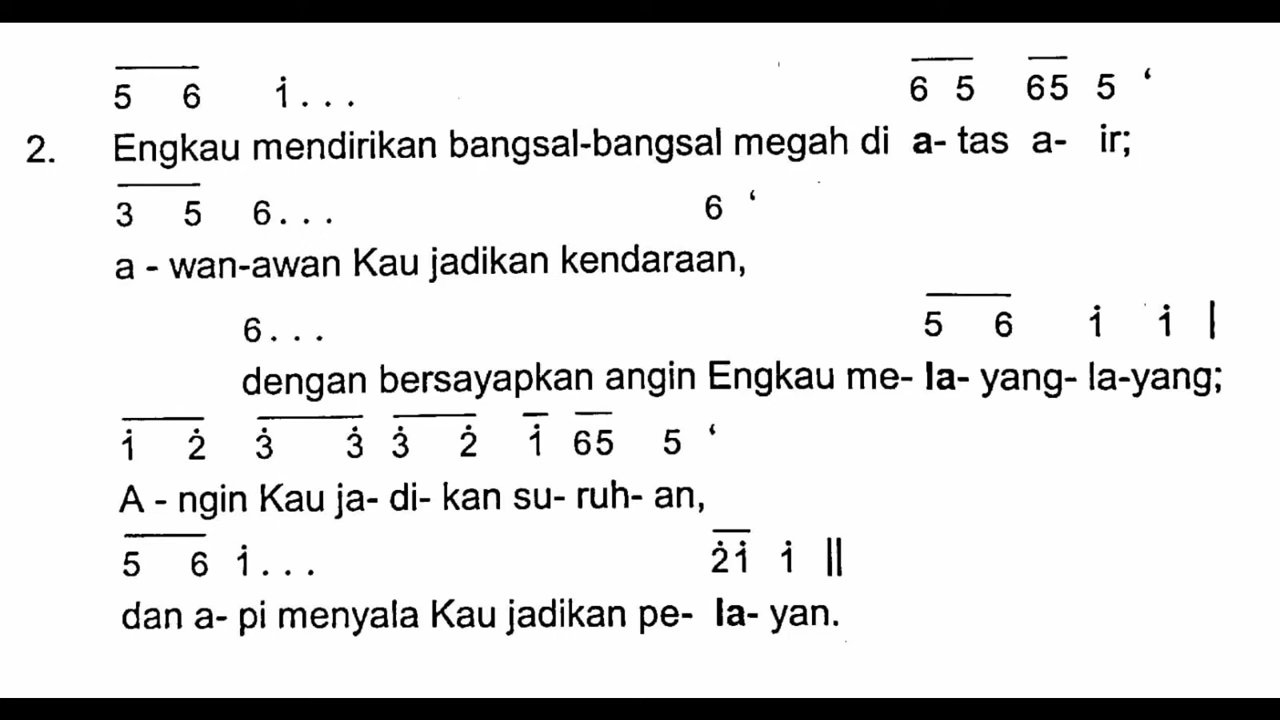 5 6 i̇ . . . 6 5 65 5 ‘
2. Engkau mendirikan bangsal-bangsal megah di a- tas a- ir;
3 5 6 . . . 6 ‘
a - wan-awan Kau jadikan kendaraan,
6 . . . 5 6 1̇ 1̇ |
dengan bersayapkan angin Engkau me- la- yang- la-yang;
1̇ 2̇ 3̇ 3̇ 3̇ 2̇ 1̇ 65 5 ‘
A - ngin Kau ja- di- kan su- ruh- an,
5 6 1̇ . . . 2̇1̇ 1̇ ||
dan a- pi menyala Kau jadikan pe- la- yan.